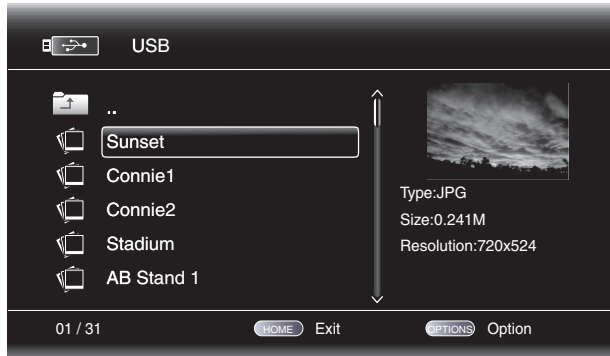 USB
..
Sunset
Connie1
Connie2
Stadium
AB Stand 1
Type:JPG
Size:0.241M
Resolution:720x524
01 / 31 HOME Exit OPTIONS Option